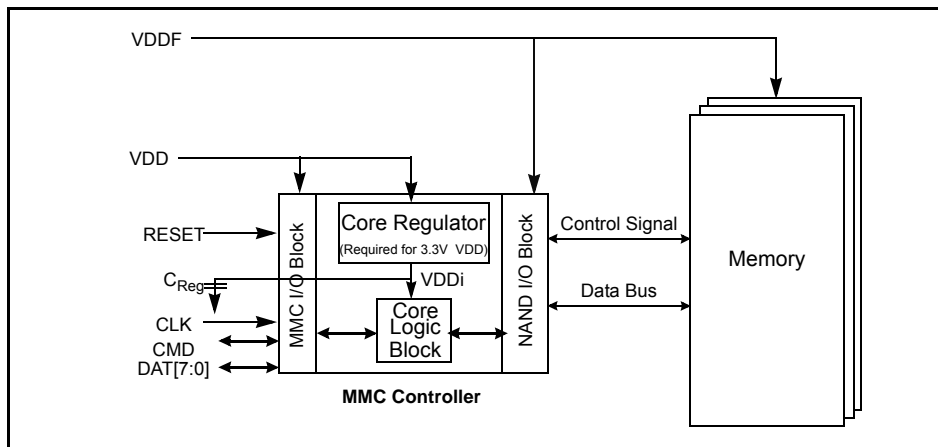 VDDF
VDD
Core Regulator
(Required for 3.3V VDD)
RESET
MMC I/O Block
NAND I/O Block
Control Signal
Memory
CReg
VDDi
Data Bus
CLK
Core
Logic
Block
CMD
DAT[7:0]
MMC Controller